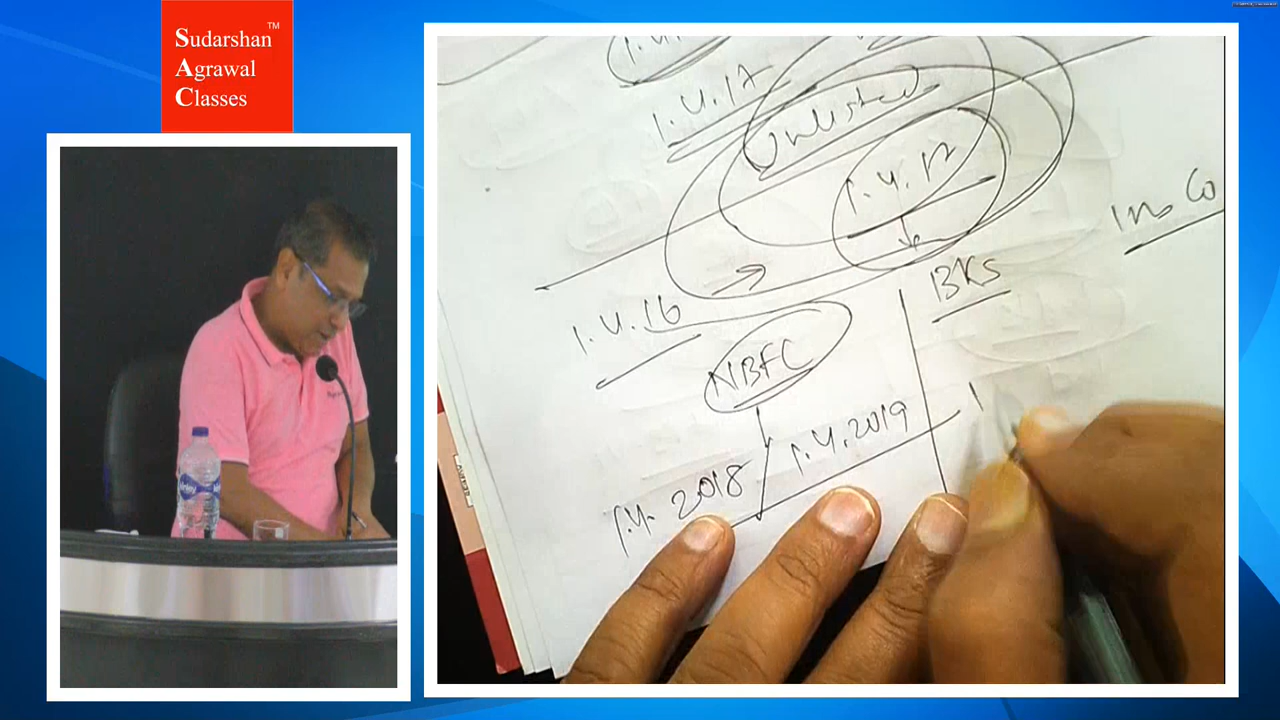 Sudarshan™
Agrawal
Classes
1.4.17
Unlisted
1.4.17
Ins Co
1.4.16
BKS
NBFC
1.4.2018
1.4.2019